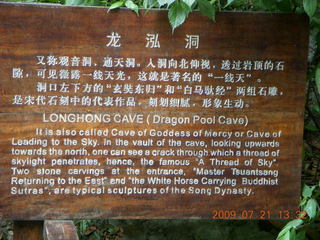 龙泓洞
又称观音洞、通天洞。入洞向北仰视，透过岩顶的石
隙，可见微露一线天光，这就是著名的“一线天”。
洞口左下方的“玄奘东归”和“白马驮经”两组石雕，
是宋代石刻中的代表作品，刻划细腻，形象生动。
LONGHONG CAVE ( Dragon Pool Cave)
It is also called Cave of Goddess of Mercy or Cave of
Leading to the Sky. In the vault of the cave, looking upwards
towards the north, one can see a crack through which a thread of
skylight penetrates, hence, the famous "A Thread of Sky".
Two stone carvings at the entrance, "Master Tsuantsang
Returning to the East" and "the White Horse Carrying Buddhist
Sutras", are typical sculptures of the Song Dynasty.
2009.07.21 13:32